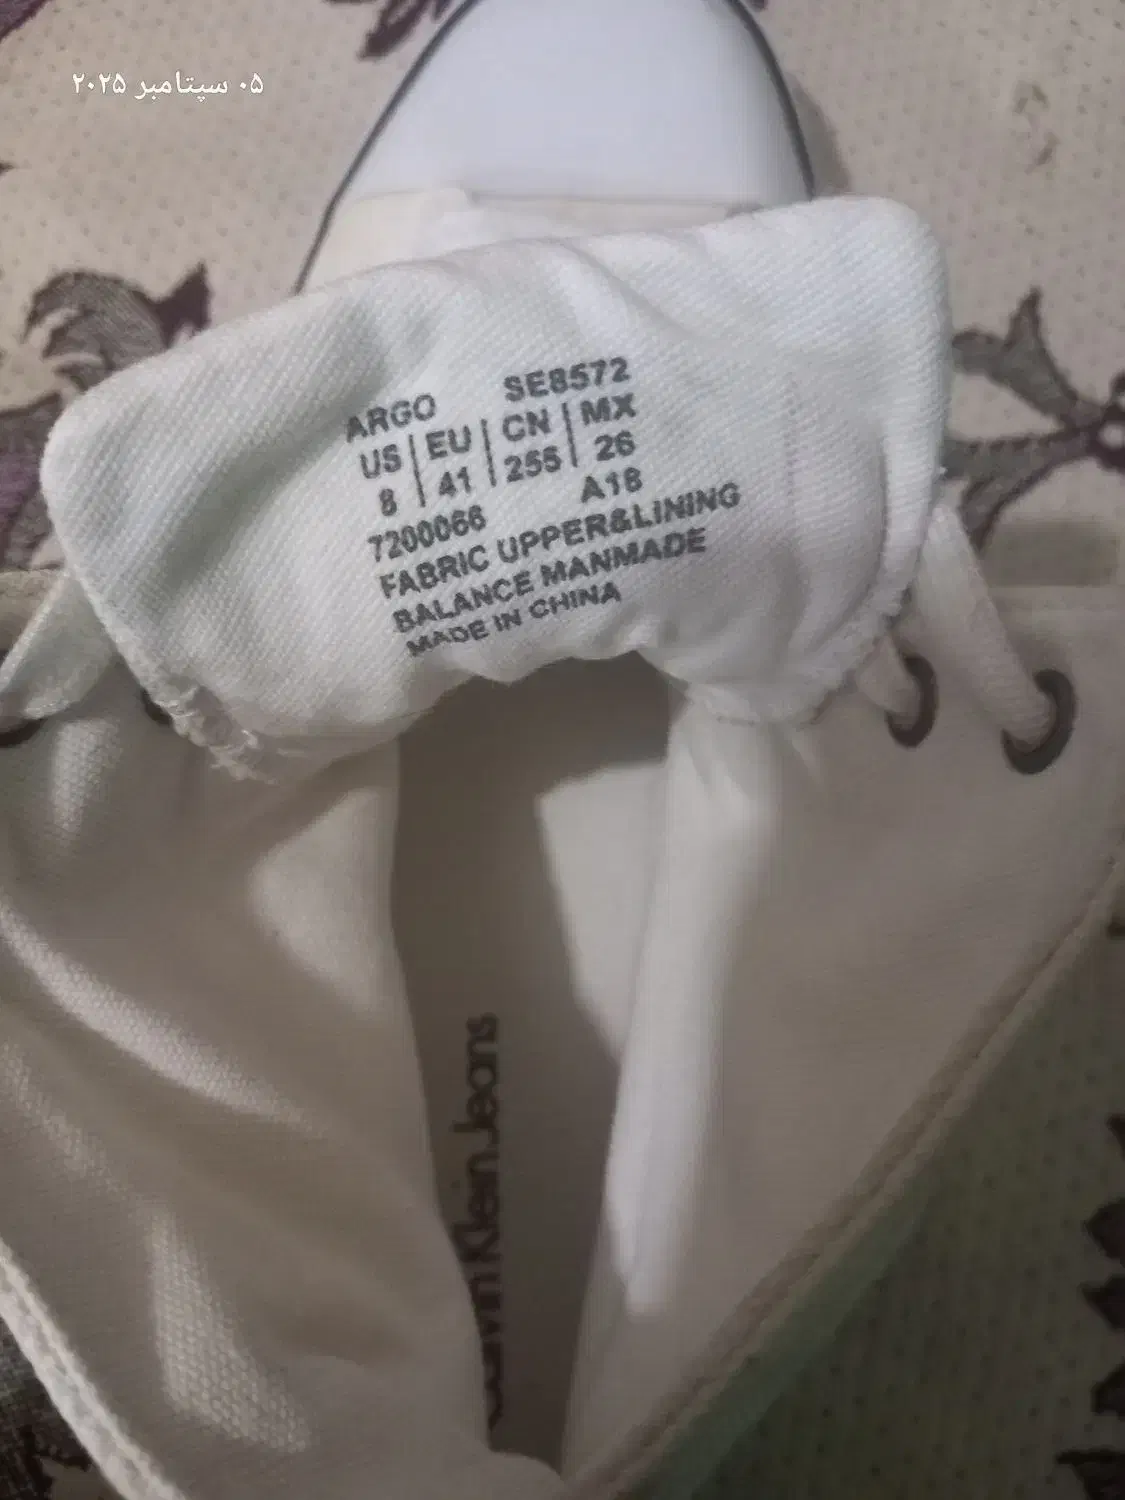 ۰۵ سپتامبر ۲۰۲۵
ARGO SE8572
US | EU | CN | MX
8 | 41 | 255 | 26
7200066 A18
FABRIC UPPER&LINING
BALANCE MANMADE
MADE IN CHINA
Calvin Klein Jeans